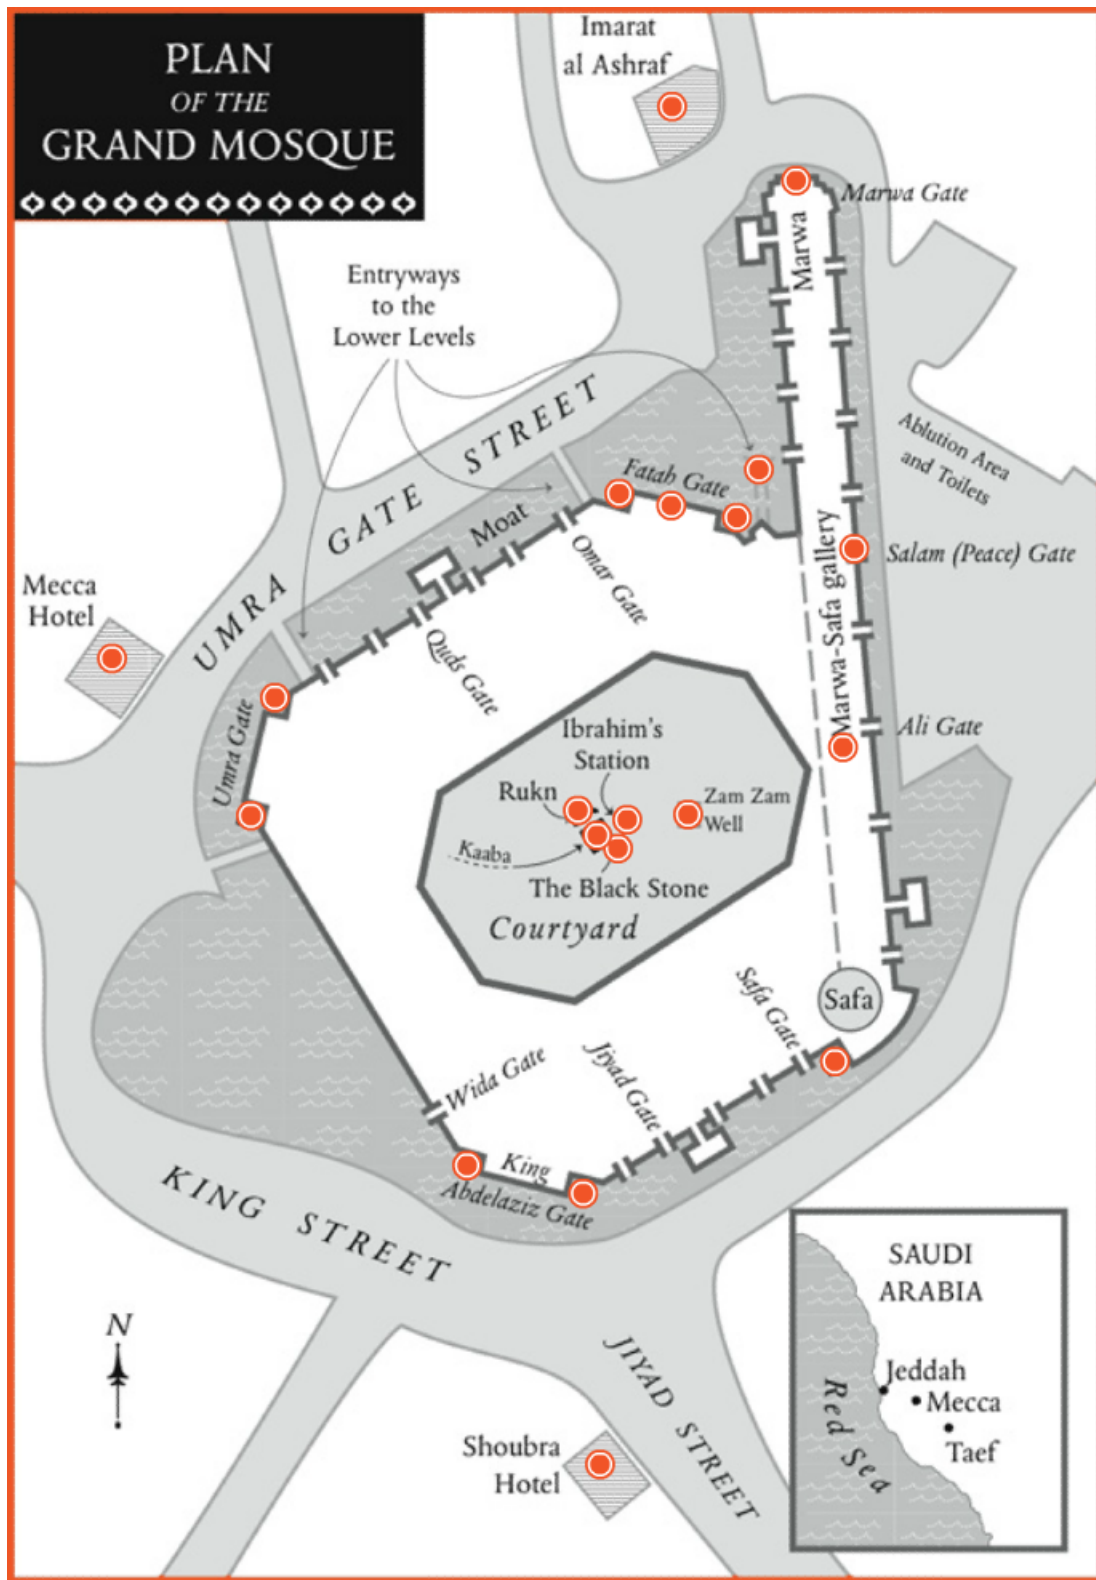 PLAN
OF THE
GRAND MOSQUE
Imarat
al Ashraf
Marwa Gate
Marwa
Entryways
to the
Lower Levels
UMRA GATE STREET
Ablution Area
and Toilets
Fatah Gate
Moat
Omar Gate
Marwa-Safa gallery
Salam (Peace) Gate
Mecca
Hotel
Quds Gate
Umra Gate
Ali Gate
Ibrahim's
Station
Rukn
Zam Zam
Well
Kaaba
The Black Stone
Courtyard
Safa
Safa Gate
Wida Gate
Jiyad Gate
King
Abdelaziz Gate
KING STREET
JIYAD STREET
N
Shoubra
Hotel
SAUDI
ARABIA
Jeddah
Mecca
Taef
Red Sea